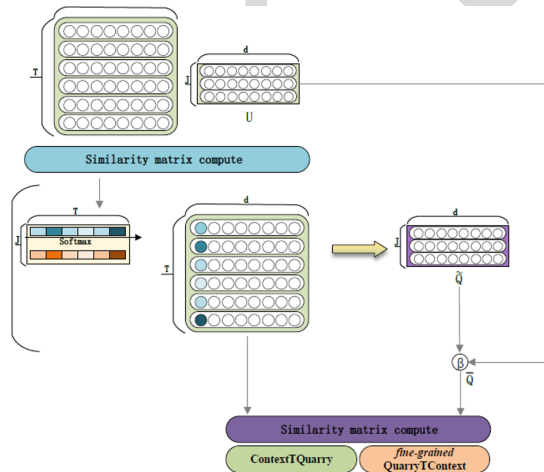 d
T
J
U
Similarity matrix compute
T
d
J
Softmax
T
d
J
Q̃
β
Q̅
Similarity matrix compute
ContextTQuarry
fine-grained
QuarryTContext